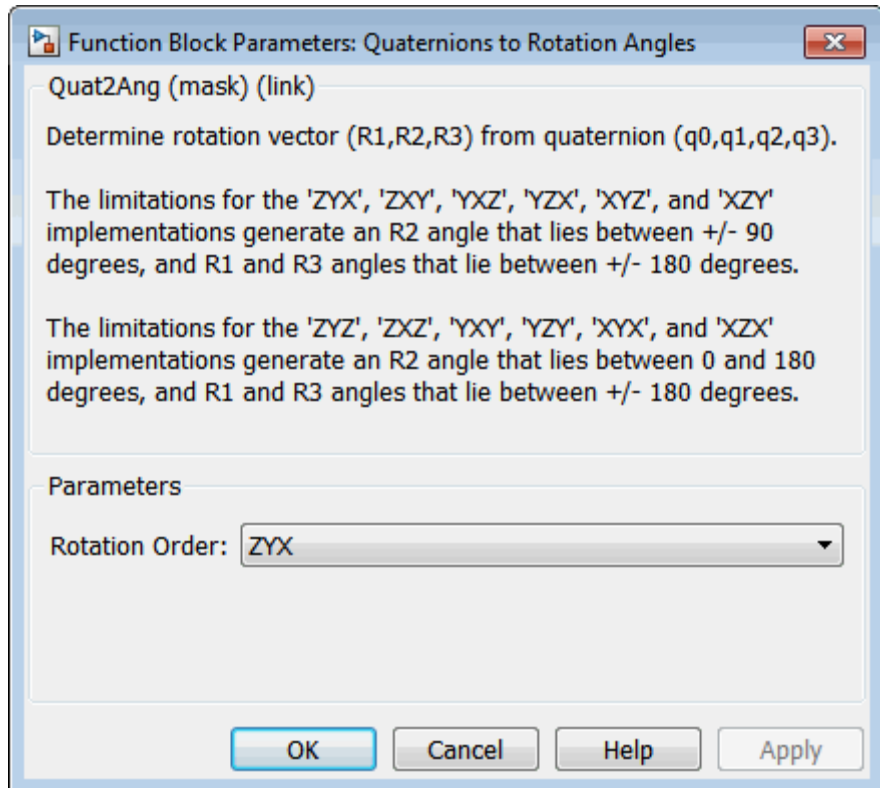 Function Block Parameters: Quaternions to Rotation Angles
Quat2Ang (mask) (link)
Determine rotation vector (R1,R2,R3) from quaternion (q0,q1,q2,q3).
The limitations for the 'ZYX', 'ZXY', 'YXZ', 'YZX', 'XYZ', and 'XZY'
implementations generate an R2 angle that lies between +/- 90
degrees, and R1 and R3 angles that lie between +/- 180 degrees.
The limitations for the 'ZYZ', 'ZXZ', 'YXY', 'YZY', 'XYX', and 'XZX'
implementations generate an R2 angle that lies between 0 and 180
degrees, and R1 and R3 angles that lie between +/- 180 degrees.
Parameters
Rotation Order: ZYX
OK Cancel Help Apply